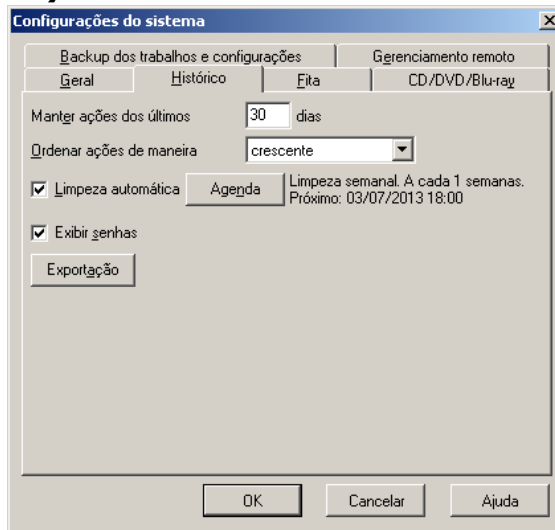 Configurações do sistema
Backup dos trabalhos e configurações Gerenciamento remoto
Geral Histórico Fita CD/DVD/Blu-ray
Manter ações dos últimos 30 dias
Ordenar ações de maneira crescente
Limpeza automática Agenda Limpeza semanal. A cada 1 semanas.
Próximo: 03/07/2013 18:00
Exibir senhas
Exportação
OK Cancelar Ajuda